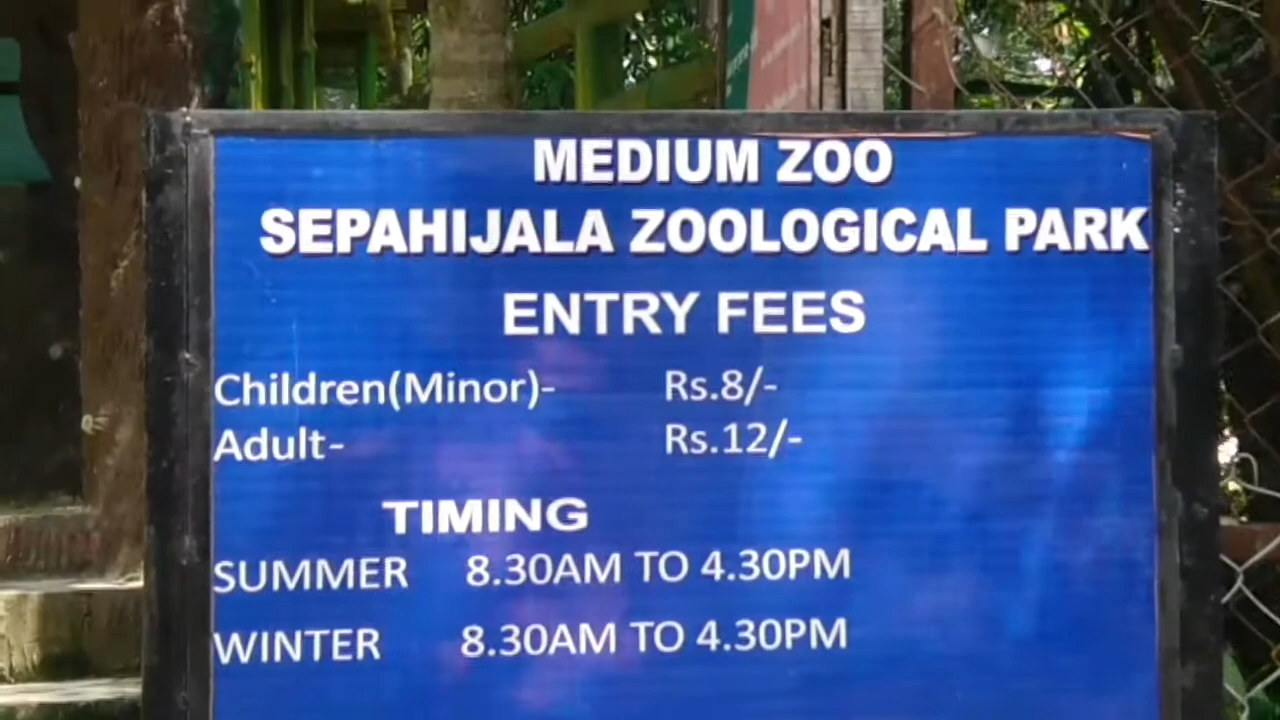 MEDIUM ZOO
SEPAHIJALA ZOOLOGICAL PARK
ENTRY FEES
Children(Minor)- Rs.8/-
Adult- Rs.12/-
TIMING
SUMMER 8.30AM TO 4.30PM
WINTER 8.30AM TO 4.30PM